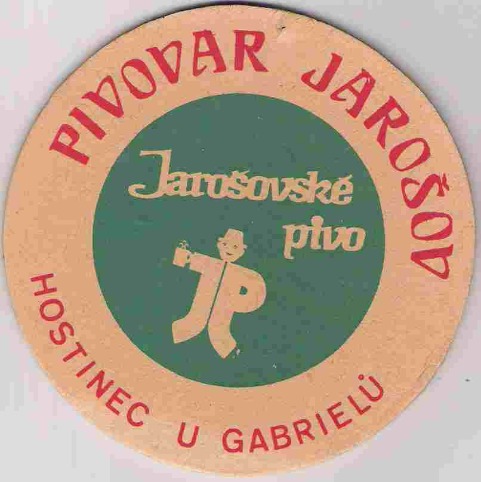 PIVOVAR JAROŠOV
Jarošovské
pivo
JP
HOSTINEC U GABRIELŮ